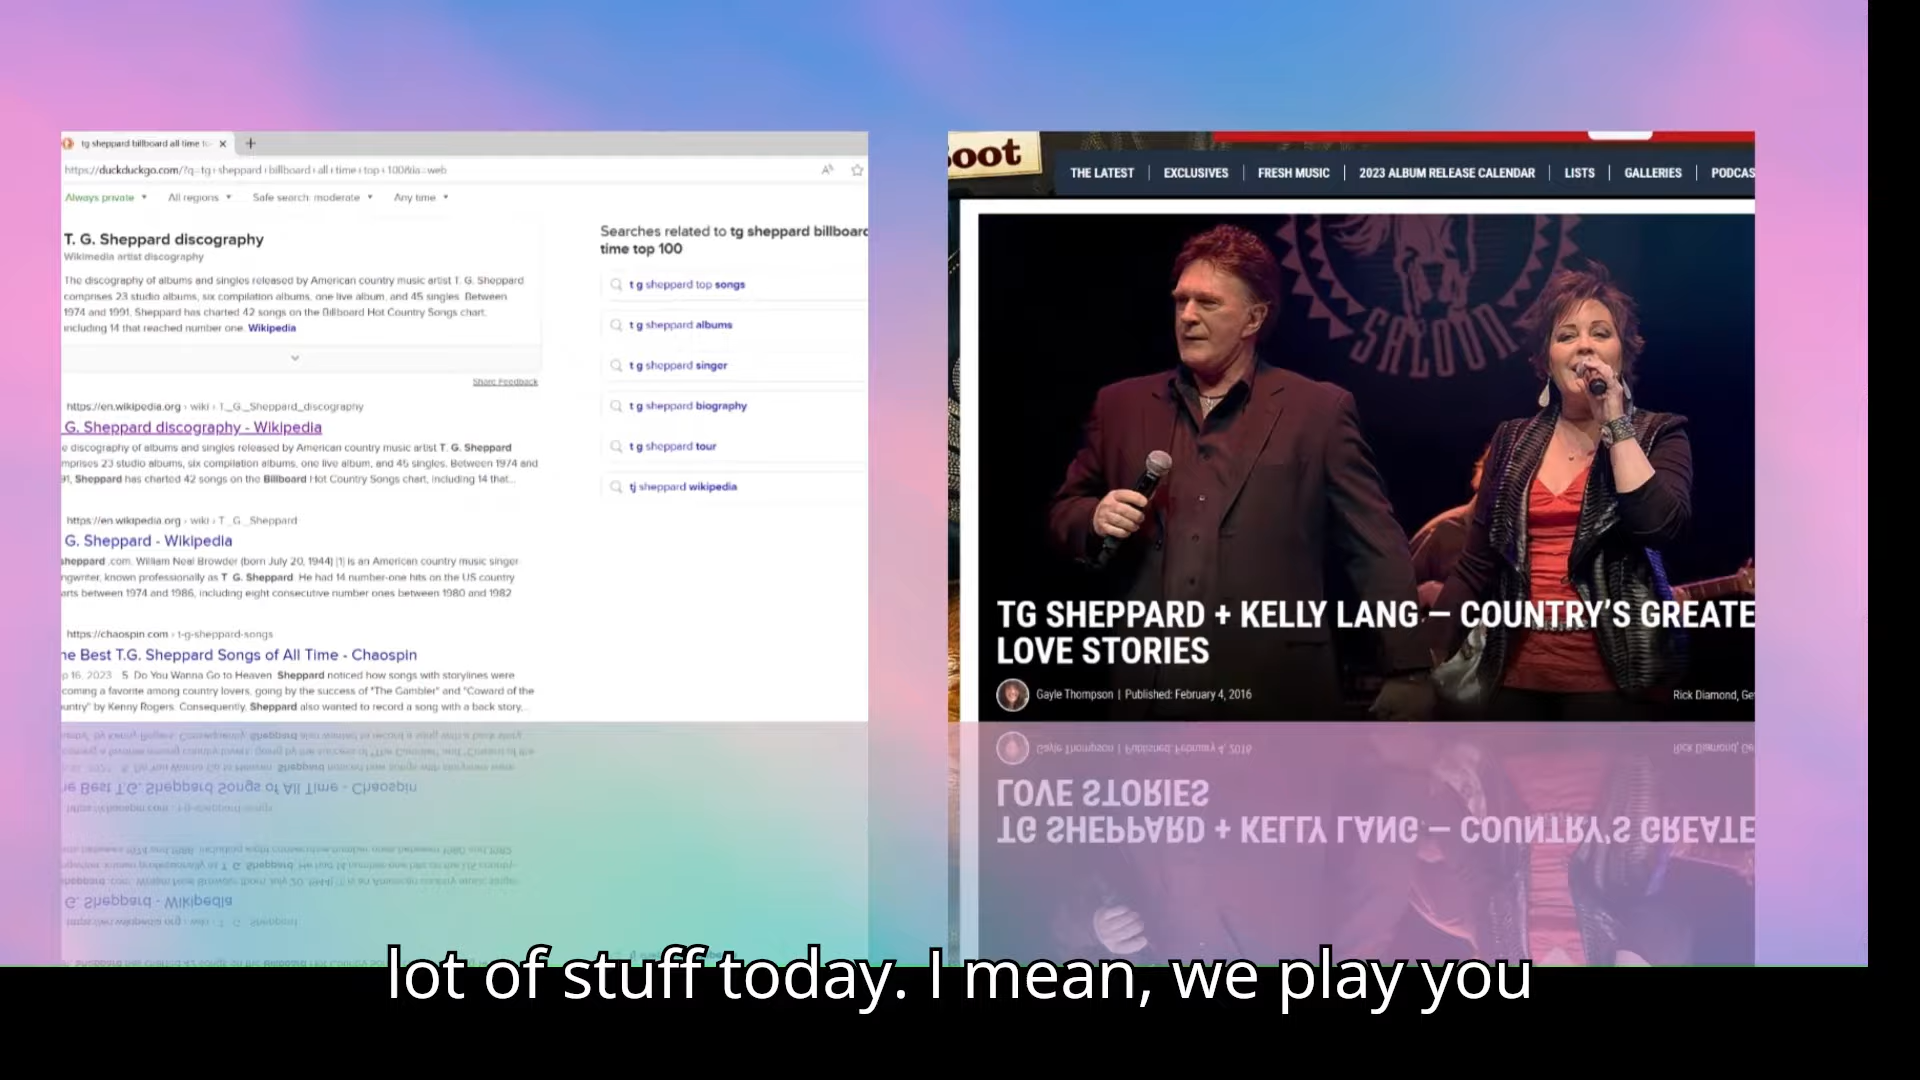 tg sheppard billboard all time to
https://duckduckgo.com/?q=tg+sheppard+billboard+all+time+top+100&ia=web
Always private
All regions
Safe search: moderate
Any time
T. G. Sheppard discography
Wikimedia artist discography
The discography of albums and singles released by American country music artist T. G. Sheppard
comprises 23 studio albums, six compilation albums, one live album, and 45 singles. Between
1974 and 1991, Sheppard has charted 42 songs on the Billboard Hot Country Songs chart,
including 14 that reached number one. Wikipedia
Share Feedback
https://en.wikipedia.org › wiki › T._G._Sheppard_discography
G. Sheppard discography - Wikipedia
e discography of albums and singles released by American country music artist T. G. Sheppard
mprises 23 studio albums, six compilation albums, one live album, and 45 singles. Between 1974 and
91, Sheppard has charted 42 songs on the Billboard Hot Country Songs chart, including 14 that...
https://en.wikipedia.org › wiki › T._G._Sheppard
G. Sheppard - Wikipedia
sheppard .com. William Neal Browder (born July 20, 1944) [1] is an American country music singer-
ngwriter, known professionally as T. G. Sheppard. He had 14 number-one hits on the US country
arts between 1974 and 1986, including eight consecutive number ones between 1980 and 1982
https://chaospin.com › t-g-sheppard-songs
he Best T.G. Sheppard Songs of All Time - Chaospin
p 16, 2023 5. Do You Wanna Go to Heaven. Sheppard noticed how songs with storylines were
coming a favorite among country lovers, going by the success of "The Gambler" and "Coward of the
untry" by Kenny Rogers. Consequently, Sheppard also wanted to record a song with a back story,..
Searches related to tg sheppard billboard
time top 100
t g sheppard top songs
t g sheppard albums
t g sheppard singer
t g sheppard biography
t g sheppard tour
tj sheppard wikipedia
oot
THE LATEST
EXCLUSIVES
FRESH MUSIC
2023 ALBUM RELEASE CALENDAR
LISTS
GALLERIES
PODCAS
SALOON
TG SHEPPARD + KELLY LANG — COUNTRY'S GREATE
LOVE STORIES
Gayle Thompson | Published: February 4, 2016
Rick Diamond, Ge
lot of stuff today. I mean, we play you